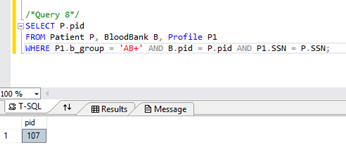 /*Query 8*/
SELECT P.pid
FROM Patient P, BloodBank B, Profile P1
WHERE P1.b_group = 'AB+' AND B.pid = P.pid AND P1.SSN = P.SSN;
100 %
T-SQL Results Message
pid
1 107